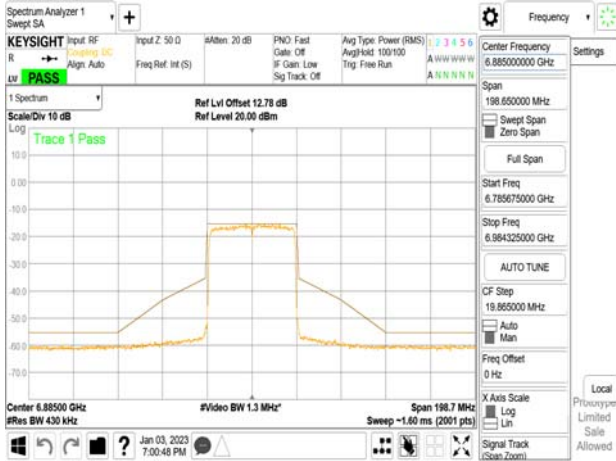 Spectrum Analyzer 1
Swept SA
Frequency
KEYSIGHT
Input: RF
Coupling: DC
Align: Auto
Input Z: 50 Ω
Freq Ref: Int (S)
#Atten: 20 dB
PNO: Fast
Gate: Off
IF Gain: Low
Sig Track: Off
Avg Type: Power (RMS)
Avg|Hold: 100/100
Trig: Free Run
1 2 3 4 5 6
A W W W W W
A N N N N N
R
LV PASS
1 Spectrum
Scale/Div 10 dB
Ref Lvl Offset 12.78 dB
Ref Level 20.00 dBm
Log
Trace 1 Pass
10.0
0.00
-10.0
-20.0
-30.0
-40.0
-50.0
-60.0
-70.0
Center 6.88500 GHz
#Res BW 430 kHz
#Video BW 1.3 MHz*
Span 198.7 MHz
Sweep ~1.60 ms (2001 pts)
Jan 03, 2023
7:00:48 PM
Center Frequency
6.885000000 GHz
Settings
Span
198.650000 MHz
Swept Span
Zero Span
Full Span
Start Freq
6.785675000 GHz
Stop Freq
6.984325000 GHz
AUTO TUNE
CF Step
19.865000 MHz
Auto
Man
Freq Offset
0 Hz
X Axis Scale
Log
Lin
Signal Track
(Span Zoom)
Local
Prototype
Limited
Sale
Allowed